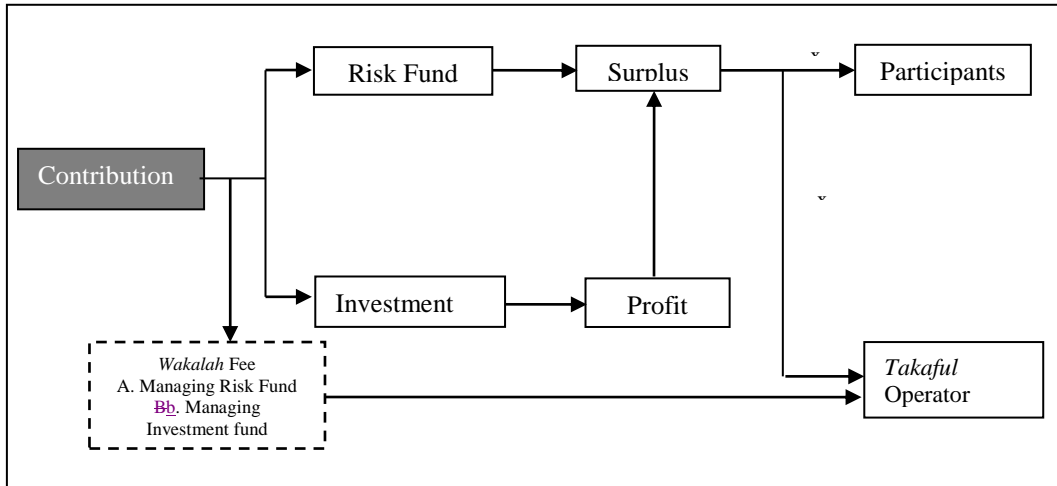 Risk Fund
Surplus
Participants
Contribution
Investment
Profit
Wakalah Fee
A. Managing Risk Fund
Bb. Managing
Investment fund
Takaful
Operator